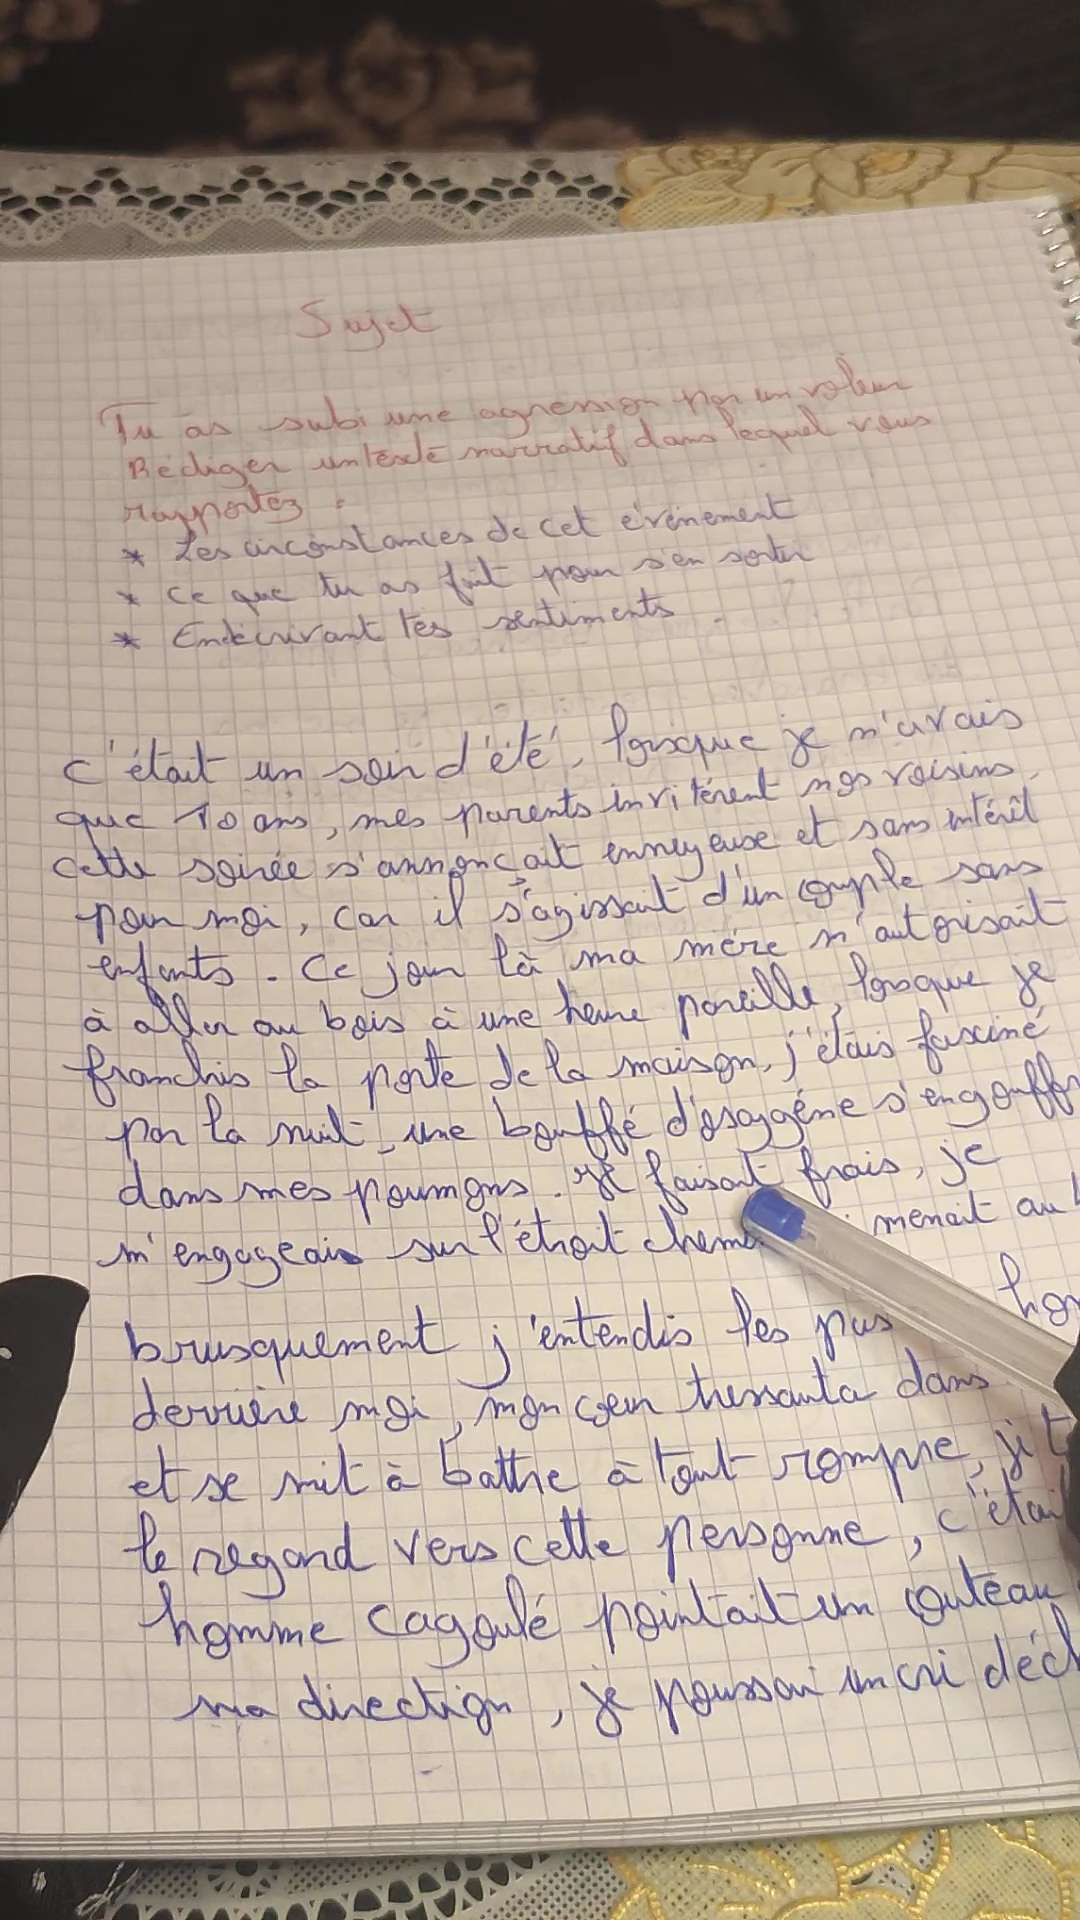 Sujet
Tu as subi une agression par un voleur
Rédiger un texte narratif dans lequel vous
rapportez :
* Les circonstances de cet événement
* Ce que tu as fait pour s'en sortir
* En décrivant tes sentiments.
C'était un soir d'été, lorsque je n'avais
que 10 ans, mes parents invitèrent nos voisins,
cette soirée s'annonçait ennuyeuse et sans intérêt
pour moi, car il s'agissait d'un couple sans
enfants. Ce jour là ma mère m'autorisait
à aller au bois à une heure pareille, lorsque je
franchis la porte de la maison, j'étais fasciné
par la nuit, une bouffé d'oxygène s'engouffr
dans mes poumons. Il faisait frais, je
m'engageais sur l'étroit menait au
brusquement j'entendis les pas
derrière moi, mon cœur tressauta dans
et se mit à battre à tout rompre,
le regard vers cette personne, c'était
homme cagoulé pointait un couteau
ma direction, je poussai un cri